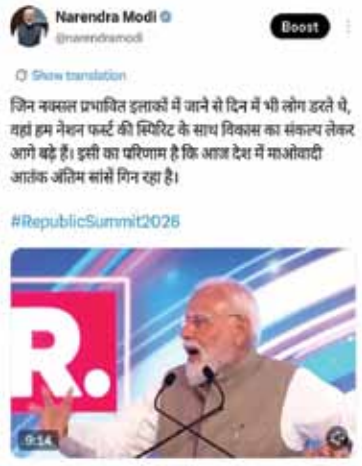 Narendra Modi
@narendramodi
Boost
Show translation
जिन नक्सल प्रभावित इलाकों में जाने से दिन में भी लोग डरते थे,
वहां हम नेशन फर्स्ट की स्पिरिट के साथ विकास का संकल्प लेकर
आगे बढ़े हैं। इसी का परिणाम है कि आज देश में माओवादी
आतंक अंतिम सांसें गिन रहा है।
#RepublicSummit2026
R.
9:14